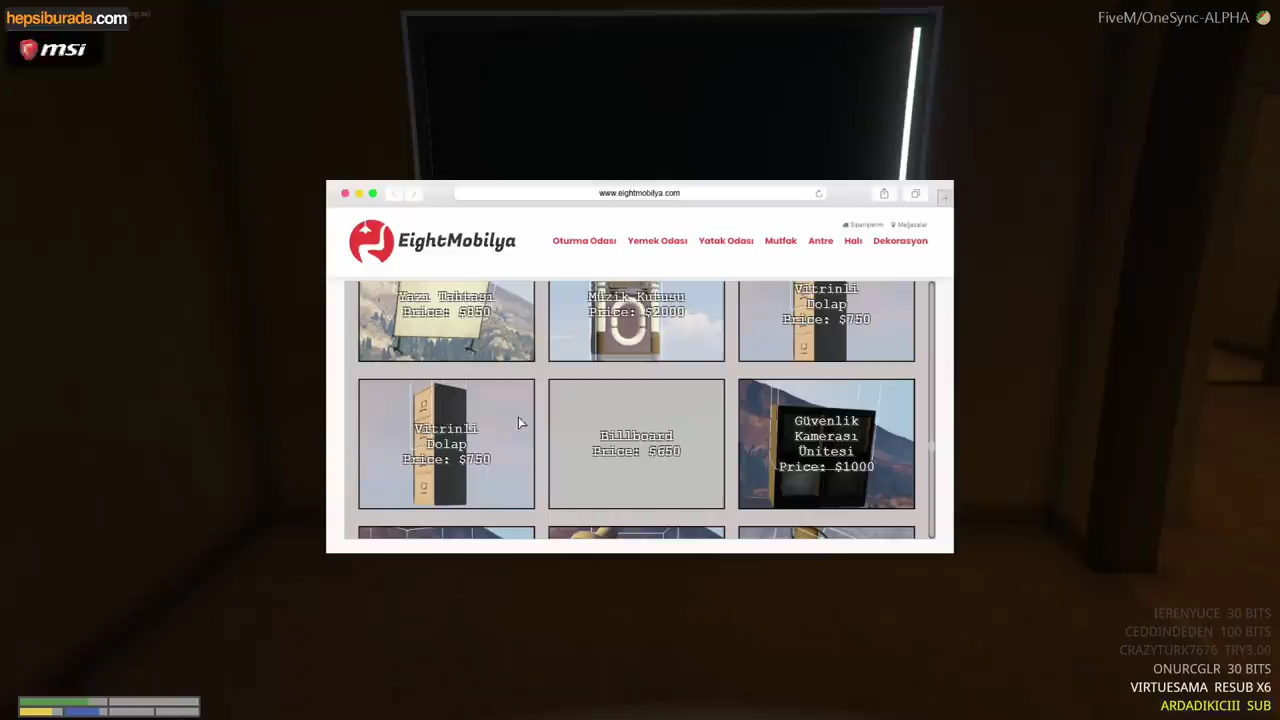 hepsiburada.com
msi
FiveM/OneSync-ALPHA
www.eightmobilya.com
Siparişlerim Mağazalar
EightMobilya
Oturma Odası Yemek Odası Yatak Odası Mutfak Antre Halı Dekorasyon
Yazı Tahtası
Price: $850
Müzik Kutusu
Price: $2000
Vitrinli
Dolap
Price: $750
Vitrinli
Dolap
Price: $750
Billboard
Price: $650
Güvenlik
Kamerası
Ünitesi
Price: $1000
IERENYUCE 30 BITS
CEDDINDEDEN 100 BITS
CRAZYTURK7676 TRY3.00
ONURCGLR 30 BITS
VIRTUESAMA RESUB X6
ARDADIKICIII SUB